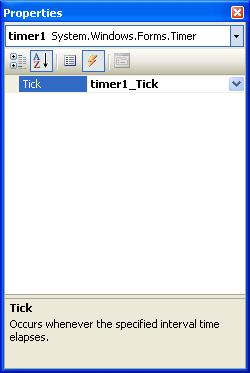 Properties
timer1 System.Windows.Forms.Timer
Tick timer1_Tick
Tick
Occurs whenever the specified interval time
elapses.